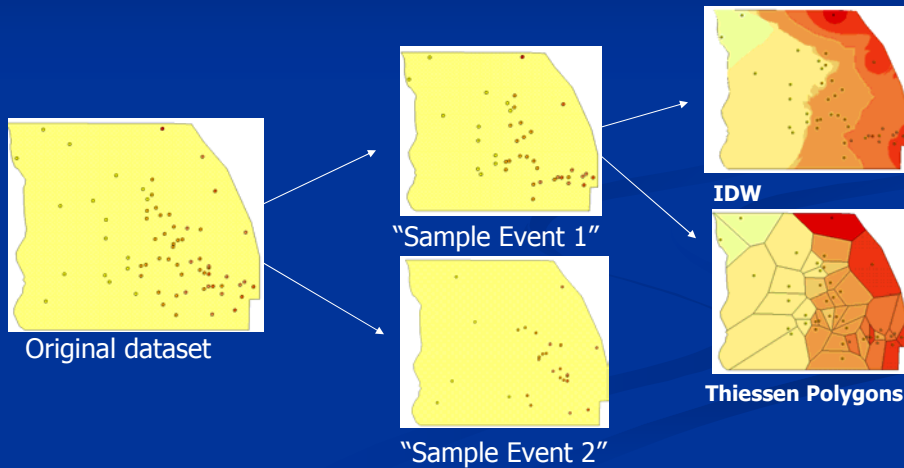 Original dataset
“Sample Event 1”
“Sample Event 2”
IDW
Thiessen Polygons